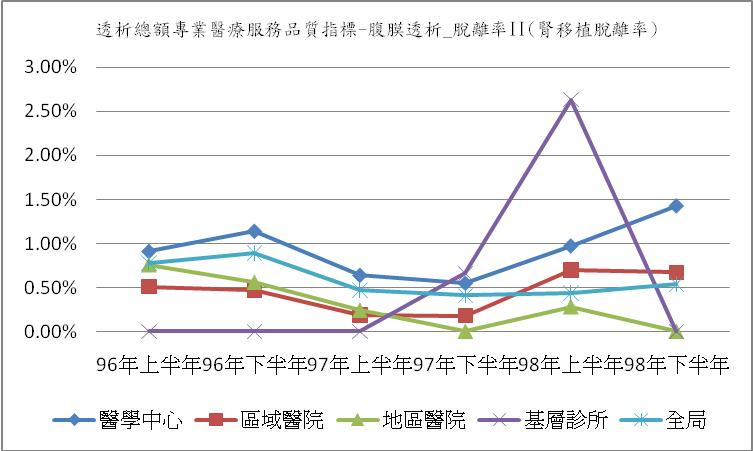 透析總額專業醫療服務品質指標-腹膜透析_脫離率II(腎移植脫離率)
3.00%
2.50%
2.00%
1.50%
1.00%
0.50%
0.00%
96年上半年 96年下半年 97年上半年 97年下半年 98年上半年 98年下半年
醫學中心 區域醫院 地區醫院 基層診所 全局